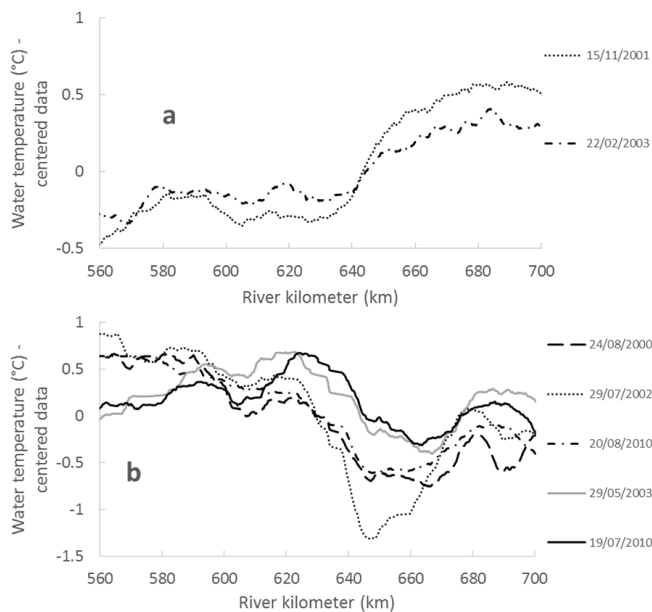 1
0.5
0
-0.5
Water temperature (°C) -
centered data
a
15/11/2001
22/02/2003
560 580 600 620 640 660 680 700
River kilometer (km)
1
0.5
0
-0.5
-1
-1.5
Water temperature (°C) -
centered data
b
24/08/2000
29/07/2002
20/08/2010
29/05/2003
19/07/2010
560 580 600 620 640 660 680 700
River kilometer (km)